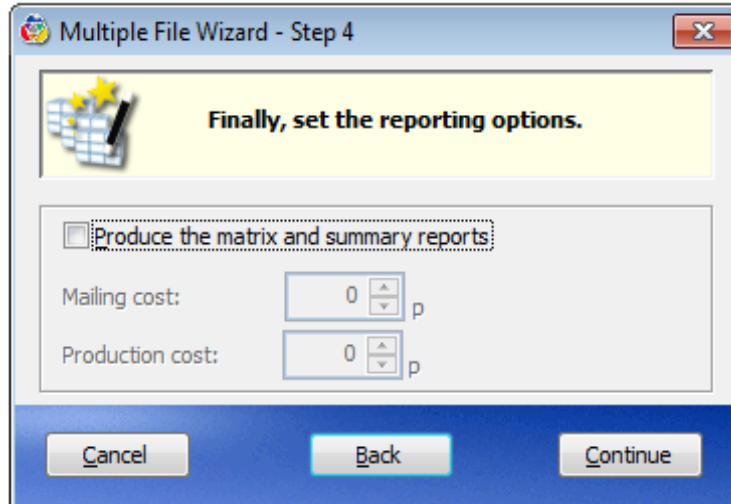 Multiple File Wizard - Step 4
Finally, set the reporting options.
Produce the matrix and summary reports
Mailing cost: 0 p
Production cost: 0 p
Cancel Back Continue